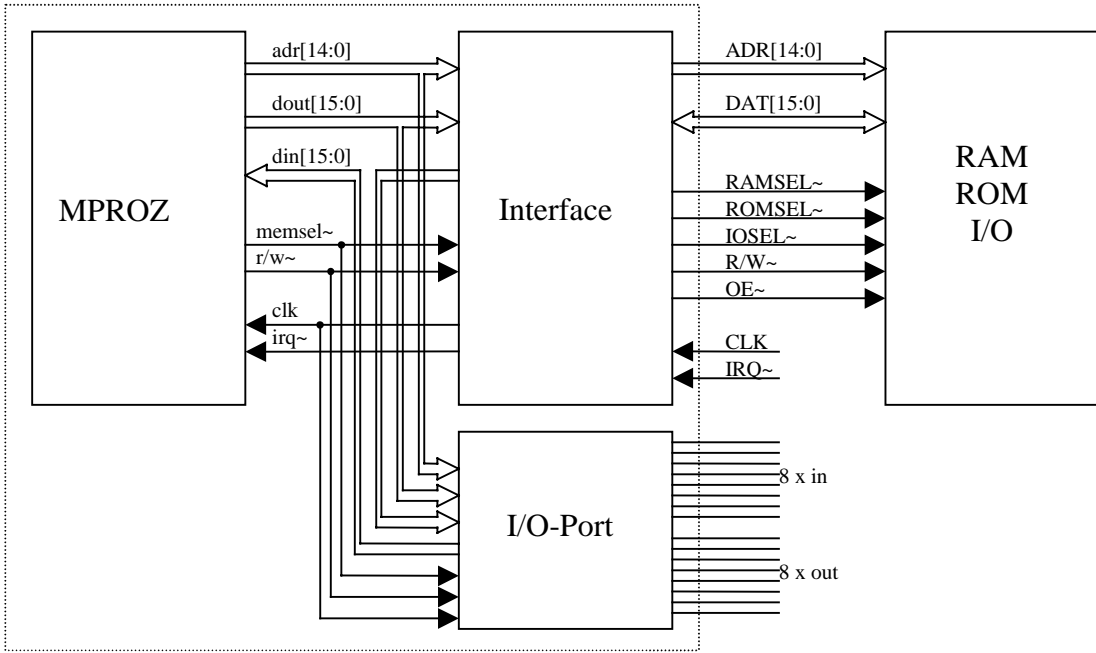 adr[14:0]
dout[15:0]
din[15:0]
MPROZ
memsel~
r/w~
clk
irq~
Interface
ADR[14:0]
DAT[15:0]
RAMSEL~
ROMSEL~
IOSEL~
R/W~
OE~
CLK
IRQ~
RAM
ROM
I/O
I/O-Port
8 x in
8 x out